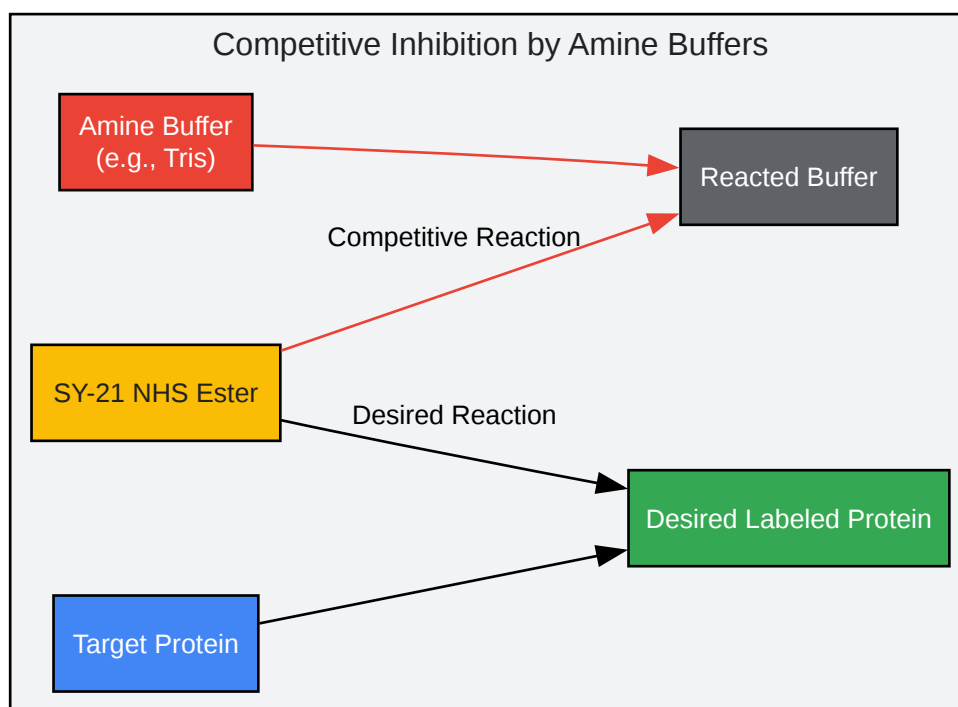 Competitive Inhibition by Amine Buffers
Amine Buffer
(e.g., Tris)
Reacted Buffer
Competitive Reaction
SY-21 NHS Ester
Desired Reaction
Desired Labeled Protein
Target Protein